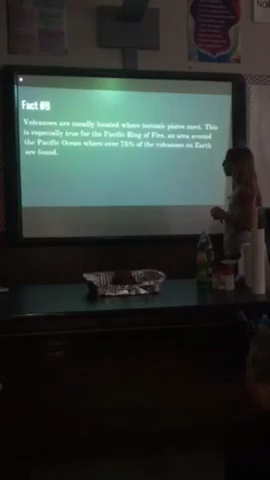 Fact #8
Volcanoes are usually located where tectonic plates meet. This
is especially true for the Pacific Ring of Fire, an area around
the Pacific Ocean where over 75% of the volcanoes on Earth
are found.